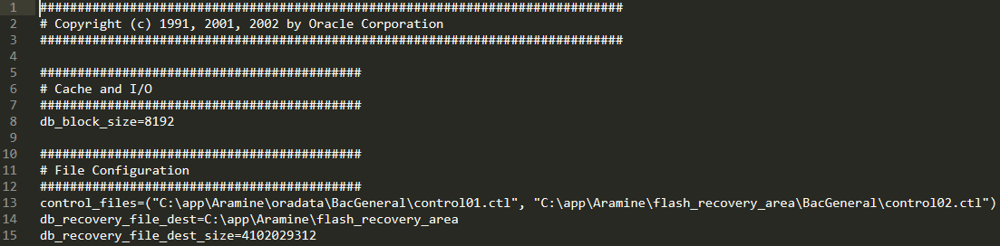 1 ##############################################################################
2 # Copyright (c) 1991, 2001, 2002 by Oracle Corporation
3 ##############################################################################
4
5 ###########################################
6 # Cache and I/O
7 ###########################################
8 db_block_size=8192
9
10 ###########################################
11 # File Configuration
12 ###########################################
13 control_files=("C:\app\Aramine\oradata\BacGeneral\control01.ctl", "C:\app\Aramine\flash_recovery_area\BacGeneral\control02.ctl")
14 db_recovery_file_dest=C:\app\Aramine\flash_recovery_area
15 db_recovery_file_dest_size=4102029312